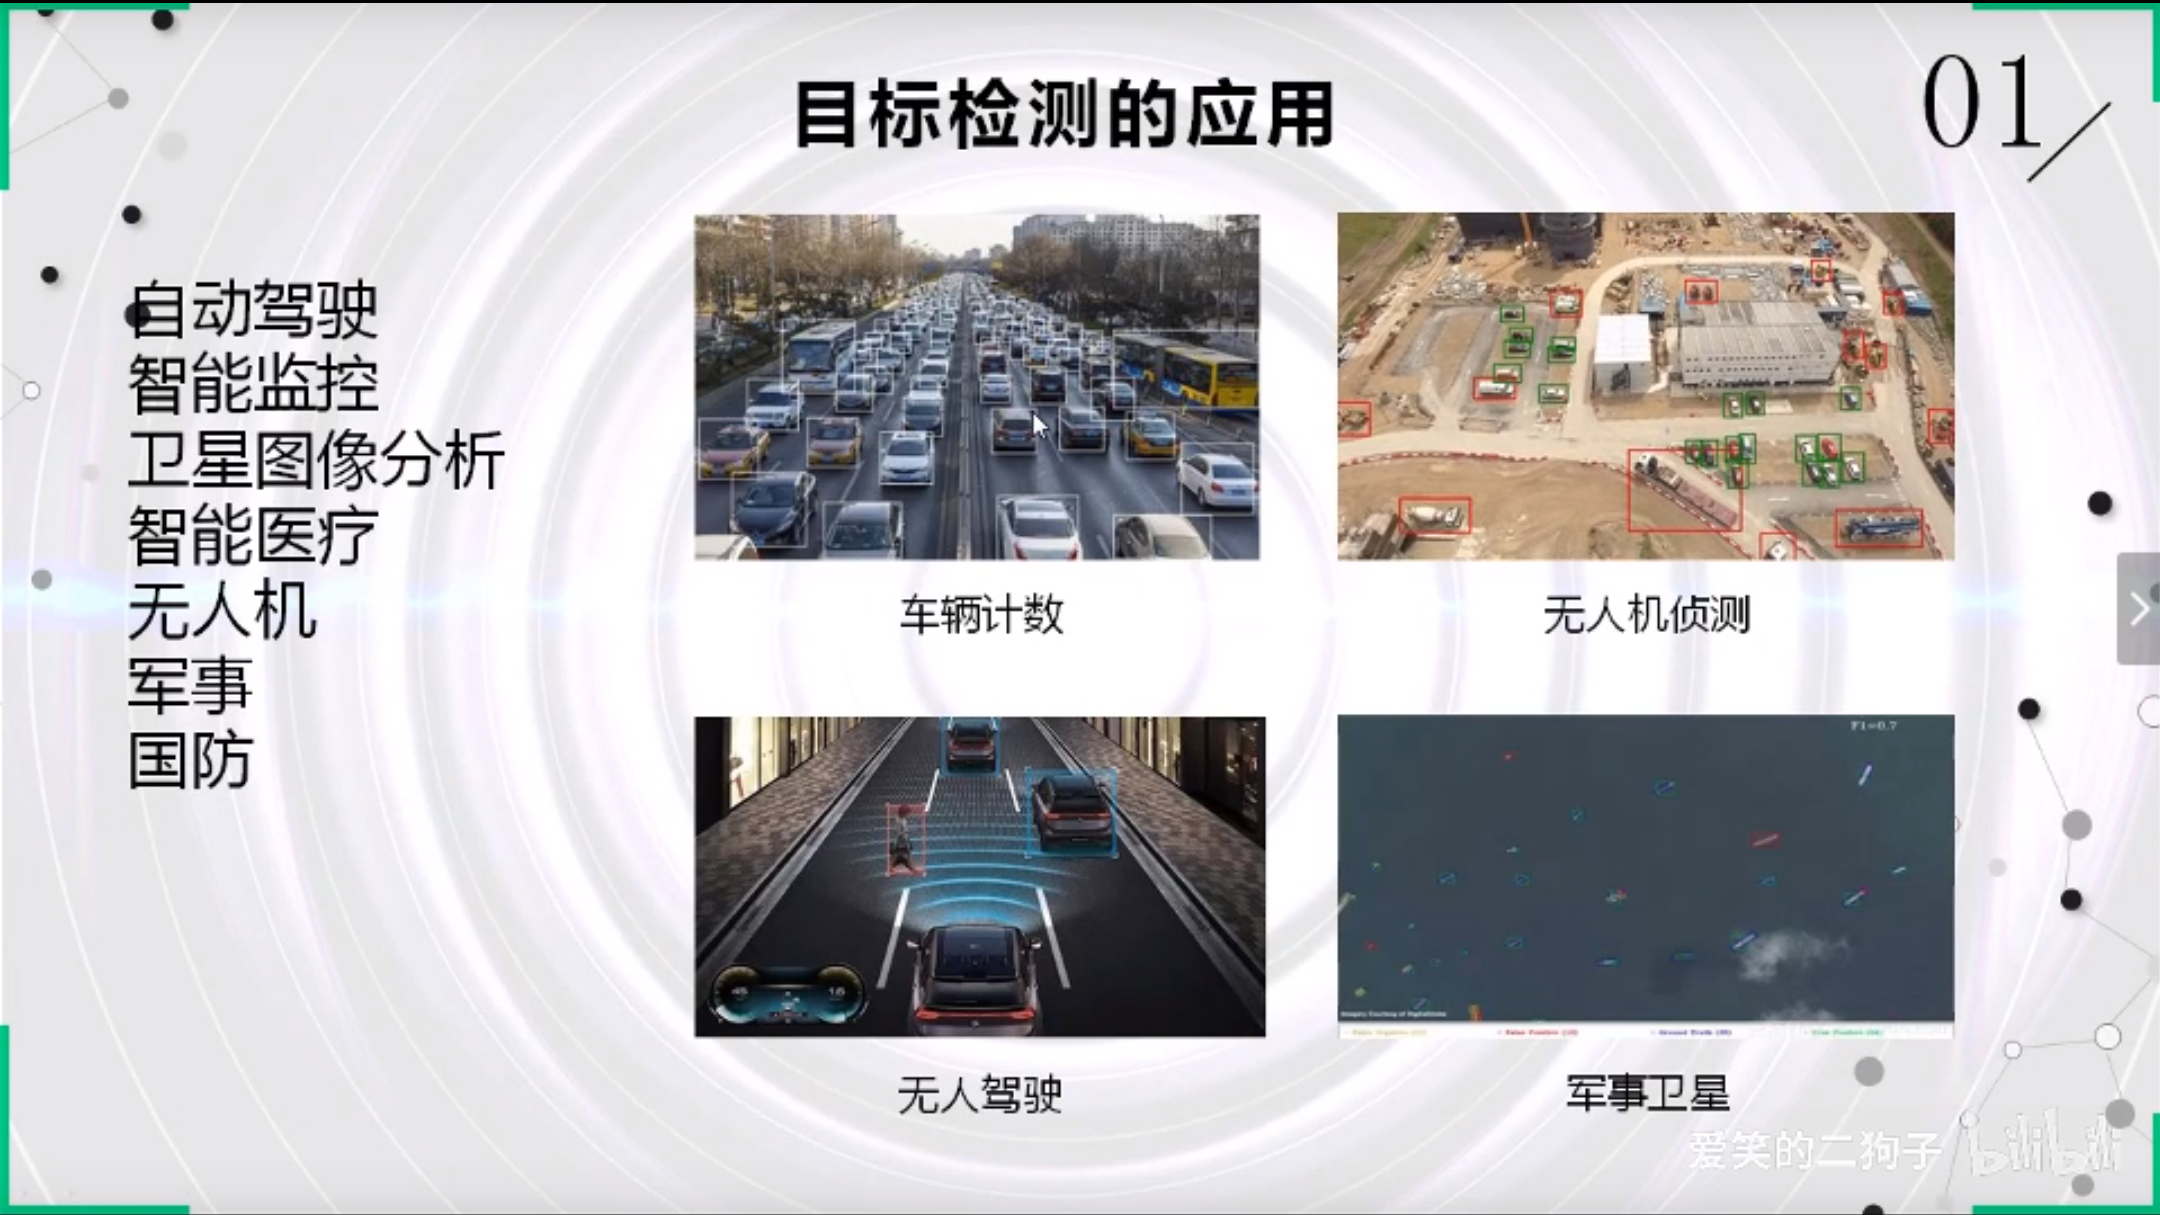 目标检测的应用
01
自动驾驶
智能监控
卫星图像分析
智能医疗
无人机
军事
国防
车辆计数
无人机侦测
F1=0.7
无人驾驶
军事卫星
爱笑的二狗子 bilibili